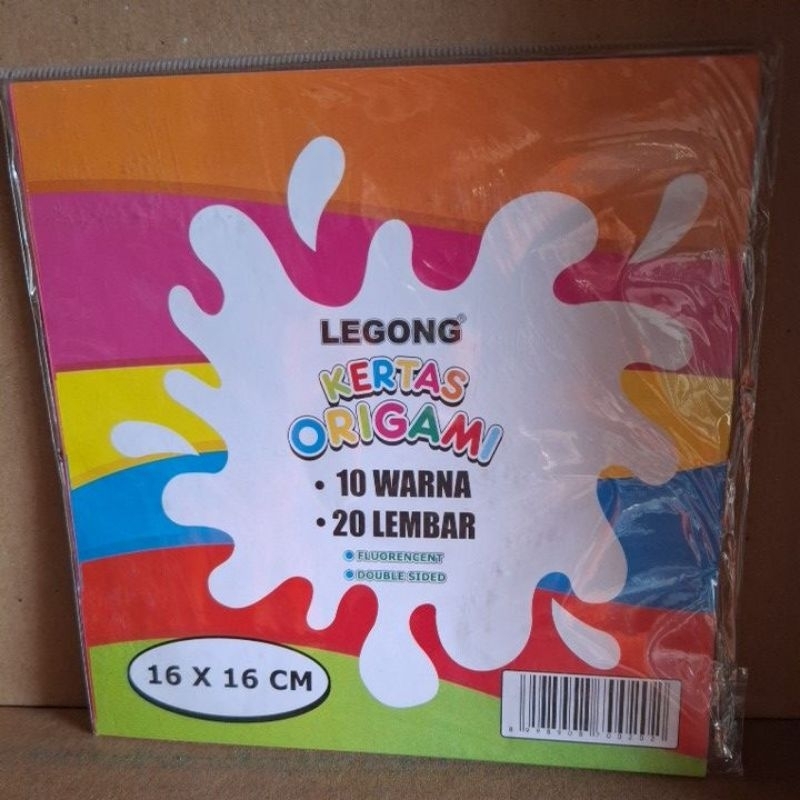 LEGONG®
KERTAS
ORIGAMI
• 10 WARNA
• 20 LEMBAR
FLUORENCENT
DOUBLE SIDED
16 X 16 CM